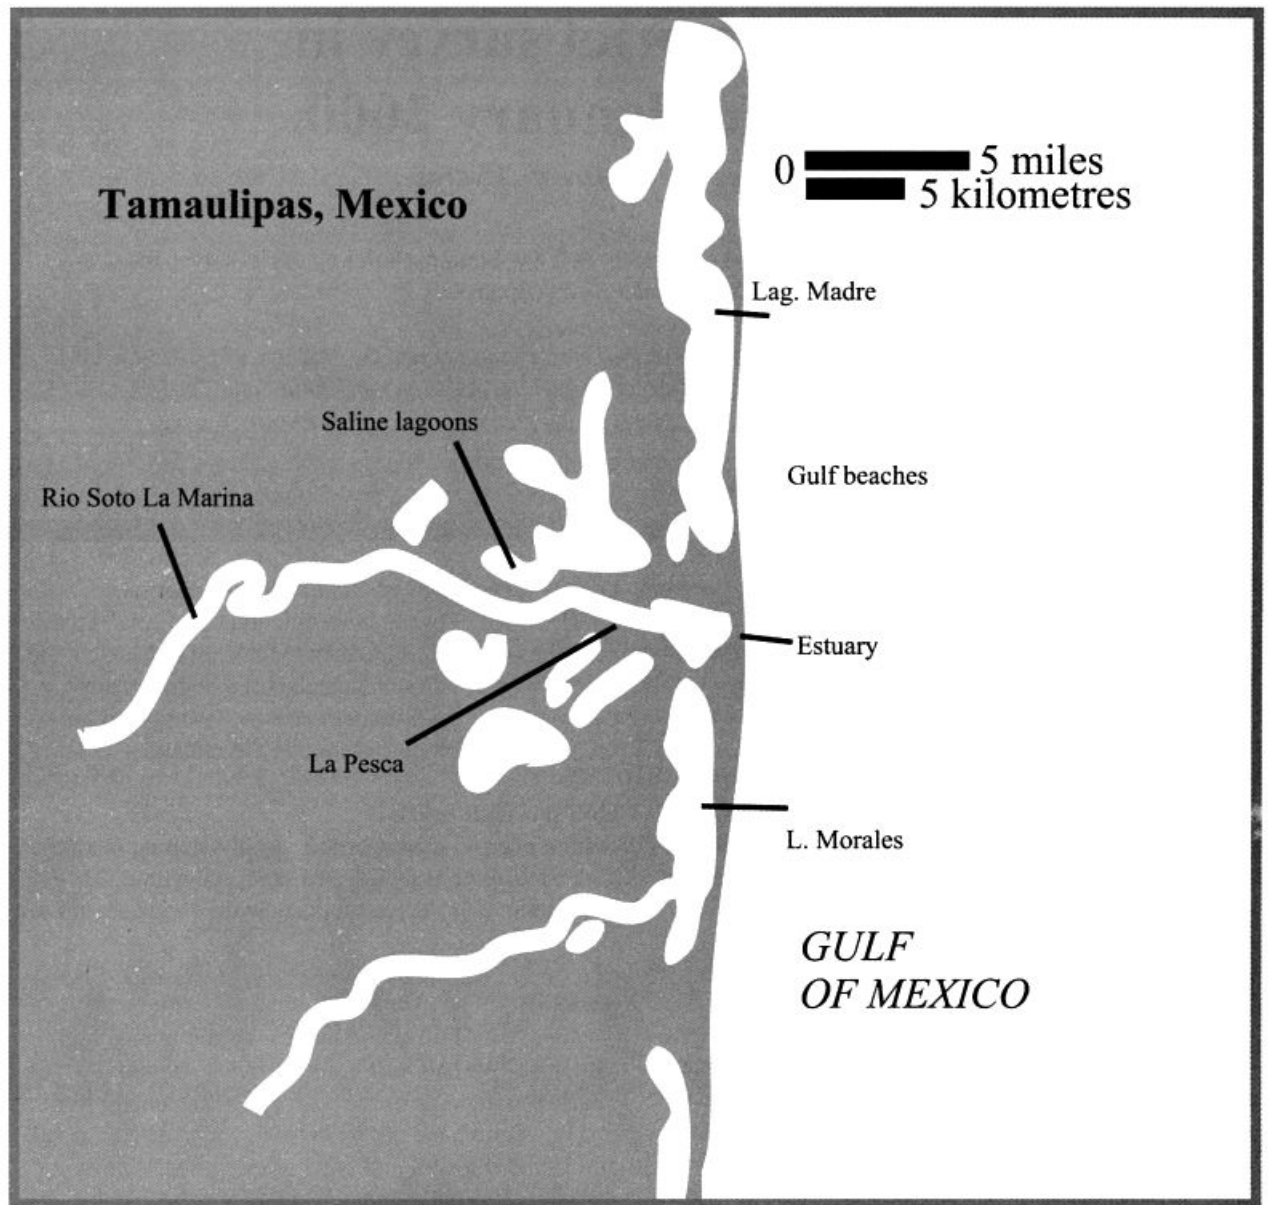 Tamaulipas, Mexico
0
5 miles
5 kilometres
Lag. Madre
Saline lagoons
Gulf beaches
Rio Soto La Marina
Estuary
La Pesca
L. Morales
GULF
OF MEXICO